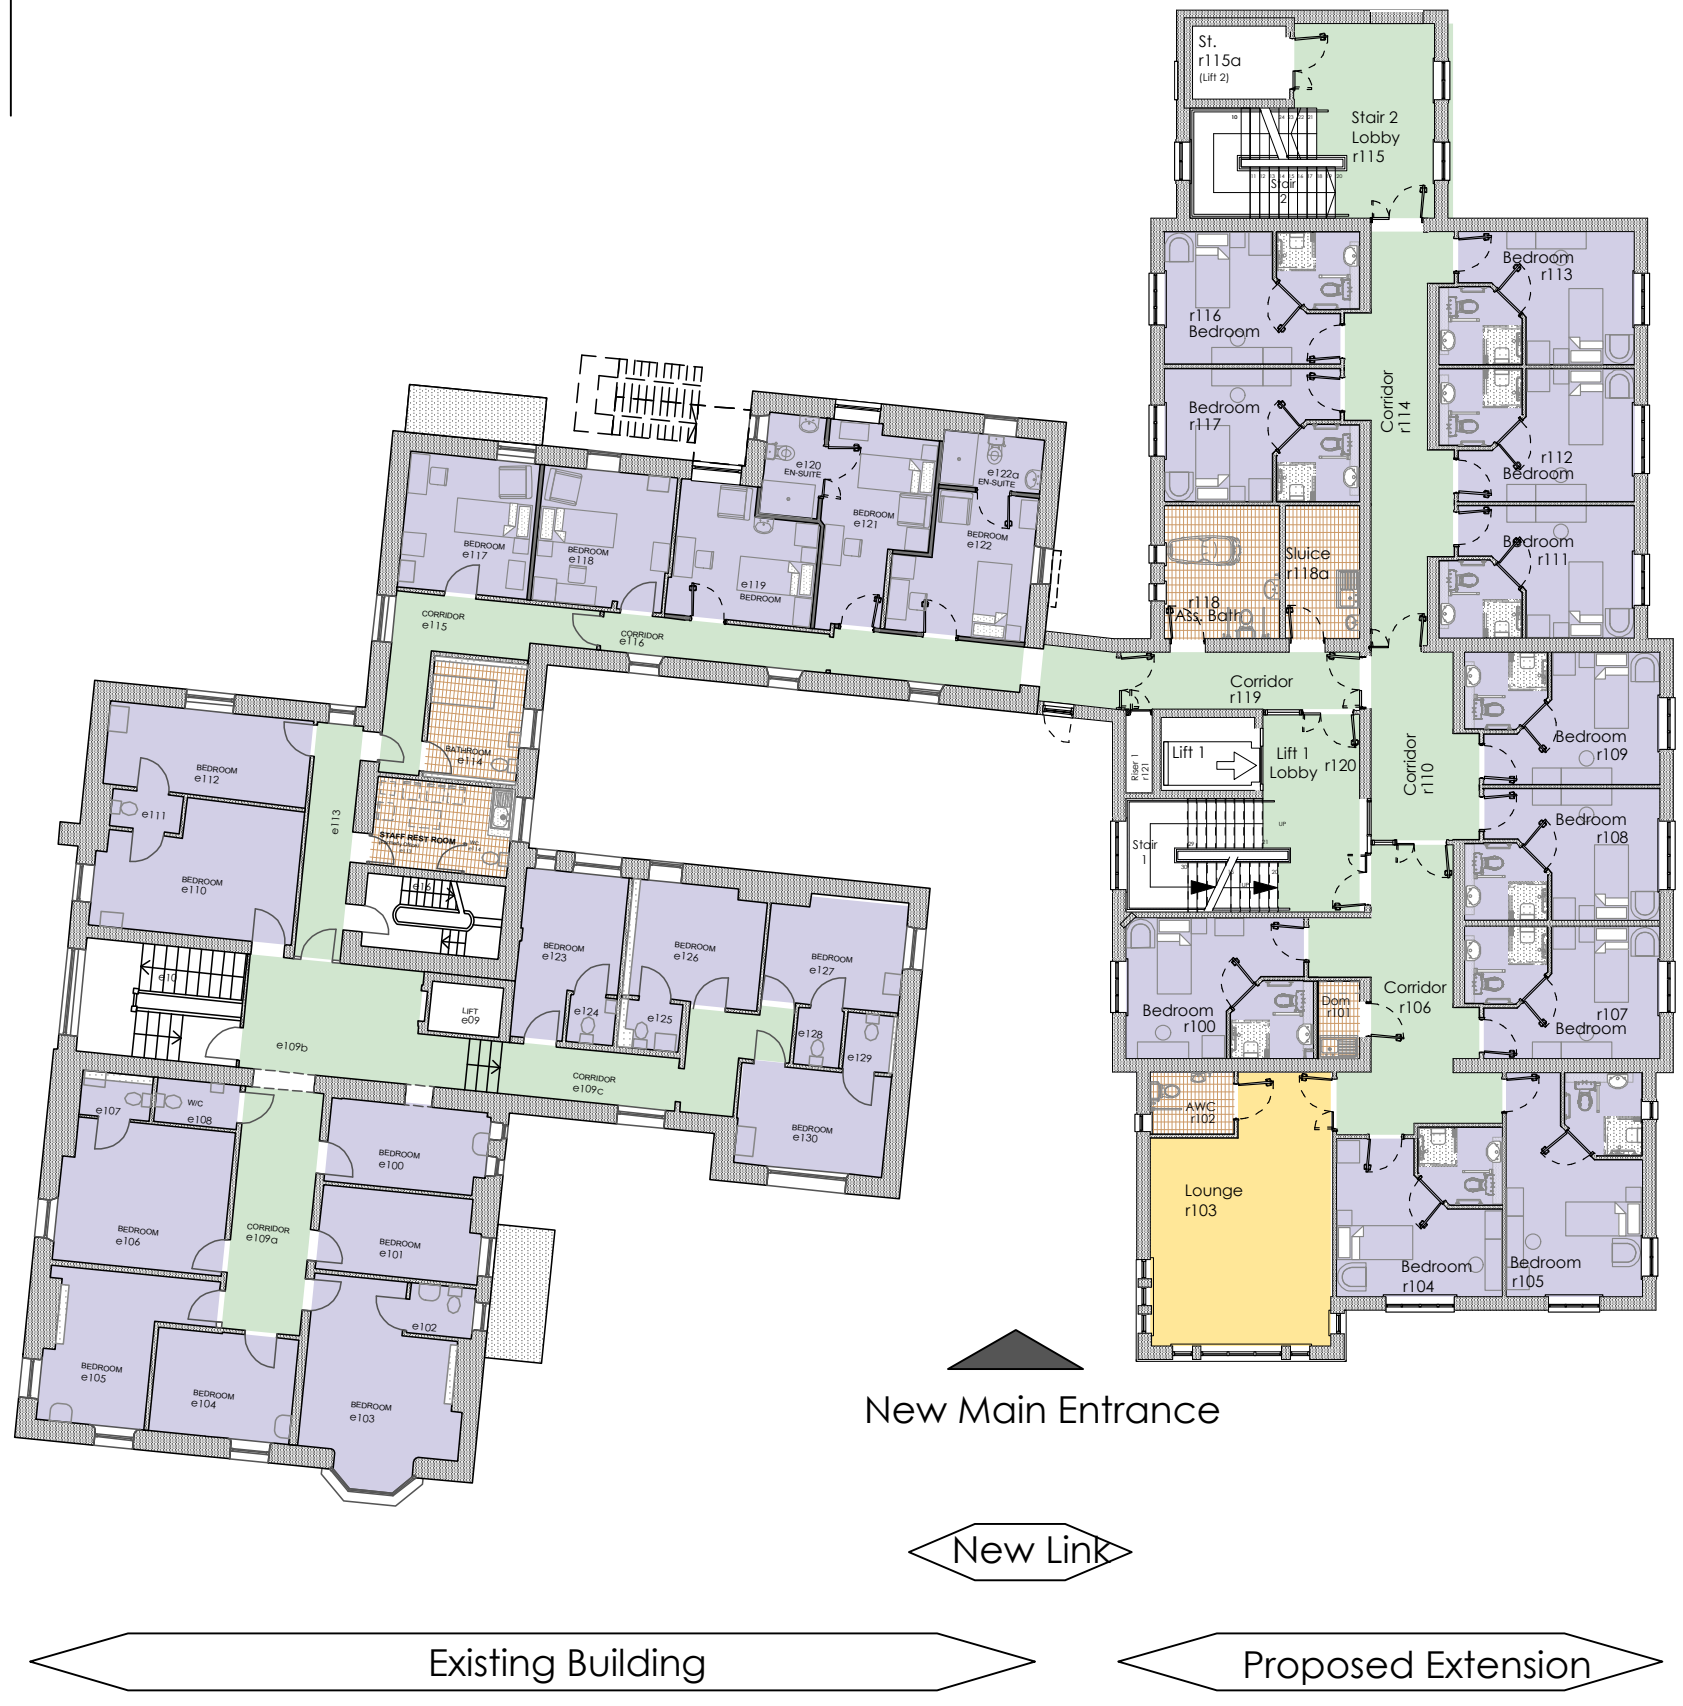 St.
r115a
(Lift 2)
Stair 2
Lobby
r115
Stair
2
Bedroom
r113
r116
Bedroom
Corridor
r114
Bedroom
r117
r112
Bedroom
Bedroom
r111
Sluice
r118a
r118
Ass. Bath
Corridor
r119
Riser 1
r121
Lift 1
Lift 1
Lobby
r120
Corridor
r110
Bedroom
r109
Bedroom
r108
Stair
1
UP
UP
Bedroom
r100
Dom
r101
Corridor
r106
r107
Bedroom
AWC
r102
Lounge
r103
Bedroom
r104
Bedroom
r105
e120
EN-SUITE
e122a
EN-SUITE
BEDROOM
e117
BEDROOM
e118
e119
BEDROOM
BEDROOM
e121
BEDROOM
e122
CORRIDOR
e115
CORRIDOR
e116
BATHROOM
e114
BEDROOM
e112
e111
e113
STAFF REST ROOM
BEDROOM
e110
e16
e10
LIFT
e09
BEDROOM
e123
BEDROOM
e126
BEDROOM
e127
e124
e125
e128
e129
e109b
CORRIDOR
e109c
BEDROOM
e130
e107
W/C
e108
BEDROOM
e100
BEDROOM
e106
CORRIDOR
e109a
BEDROOM
e101
e102
BEDROOM
e105
BEDROOM
e104
BEDROOM
e103
New Main Entrance
New Link
Existing Building
Proposed Extension